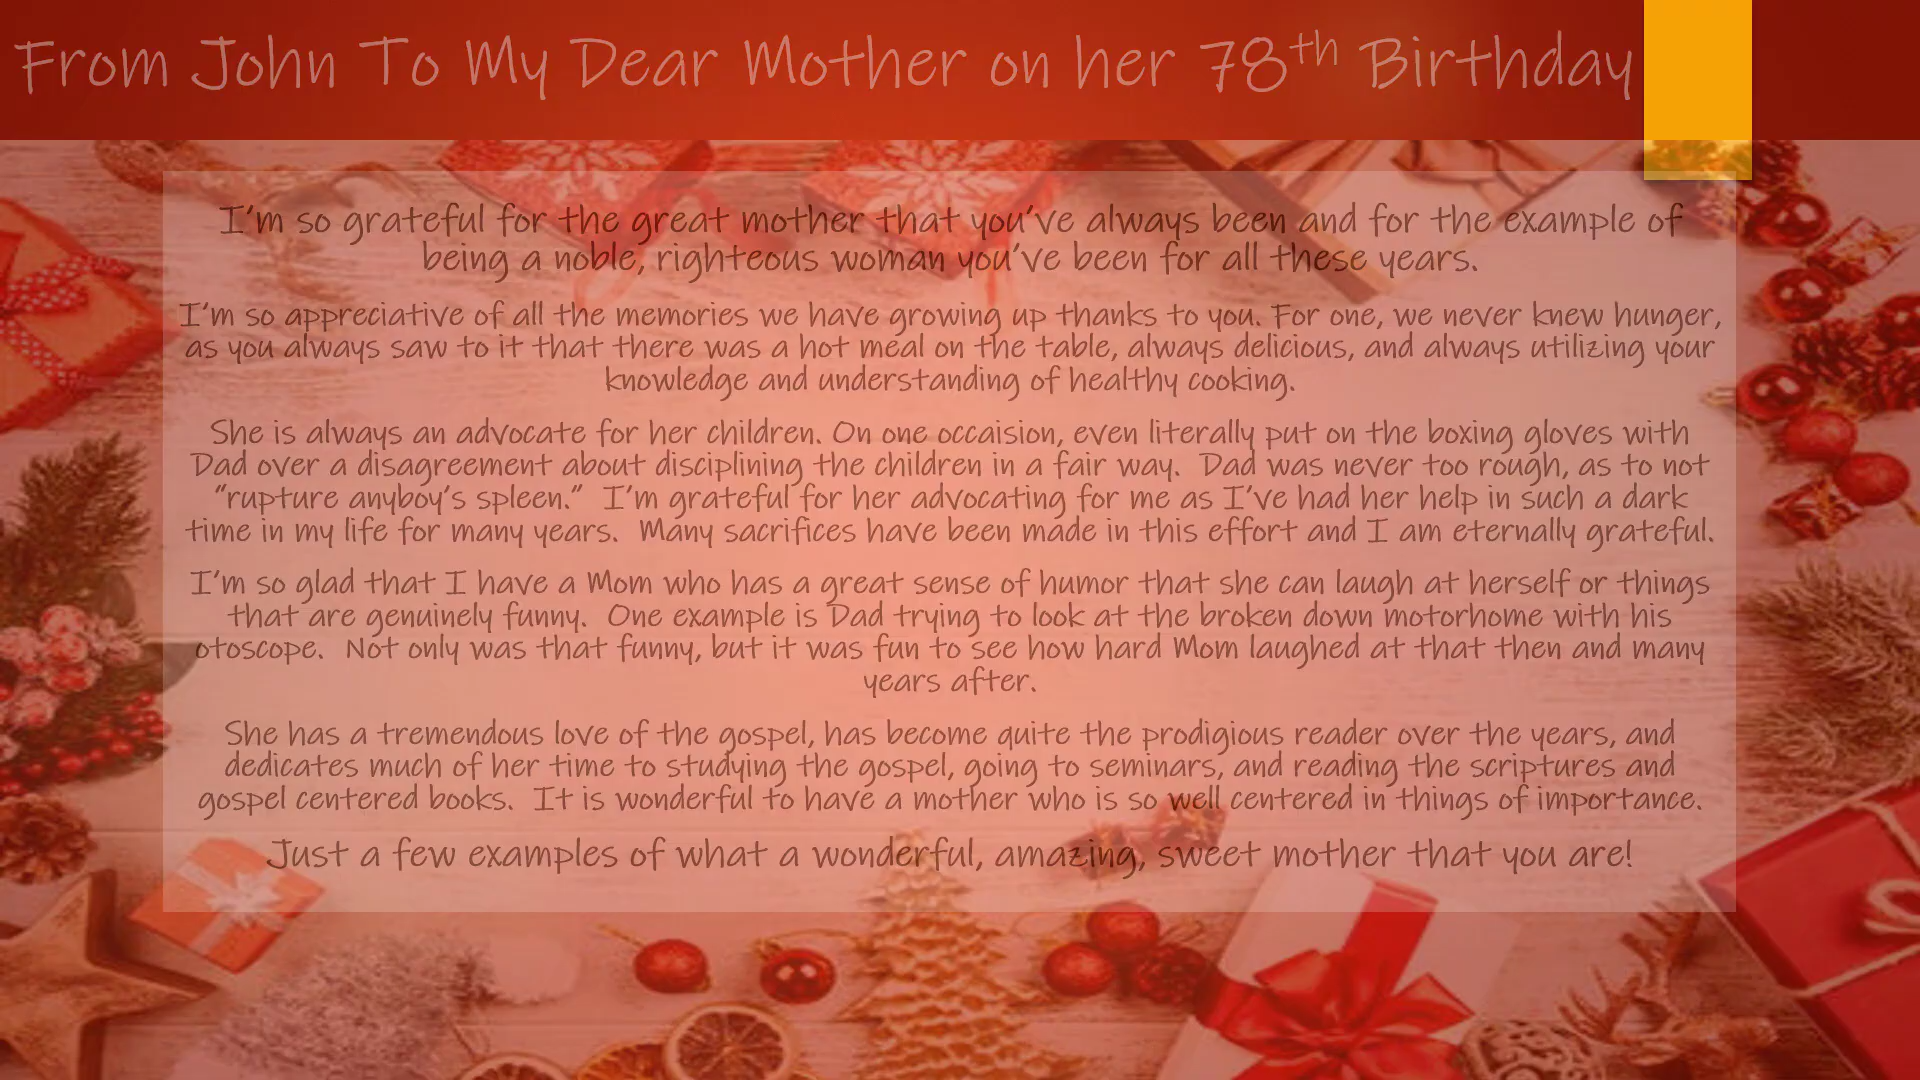 From John To My Dear Mother on her 78th Birthday
I'm so grateful for the great mother that you've always been and for the example of
being a noble, righteous woman you've been for all these years.
I'm so appreciative of all the memories we have growing up thanks to you. For one, we never knew hunger,
as you always saw to it that there was a hot meal on the table, always delicious, and always utilizing your
knowledge and understanding of healthy cooking.
She is always an advocate for her children. On one occaision, even literally put on the boxing gloves with
Dad over a disagreement about disciplining the children in a fair way. Dad was never too rough, as to not
"rupture anyboy's spleen." I'm grateful for her advocating for me as I've had her help in such a dark
time in my life for many years. Many sacrifices have been made in this effort and I am eternally grateful.
I'm so glad that I have a Mom who has a great sense of humor that she can laugh at herself or things
that are genuinely funny. One example is Dad trying to look at the broken down motorhome with his
otoscope. Not only was that funny, but it was fun to see how hard Mom laughed at that then and many
years after.
She has a tremendous love of the gospel, has become quite the prodigious reader over the years, and
dedicates much of her time to studying the gospel, going to seminars, and reading the scriptures and
gospel centered books. It is wonderful to have a mother who is so well centered in things of importance.
Just a few examples of what a wonderful, amazing, sweet mother that you are!